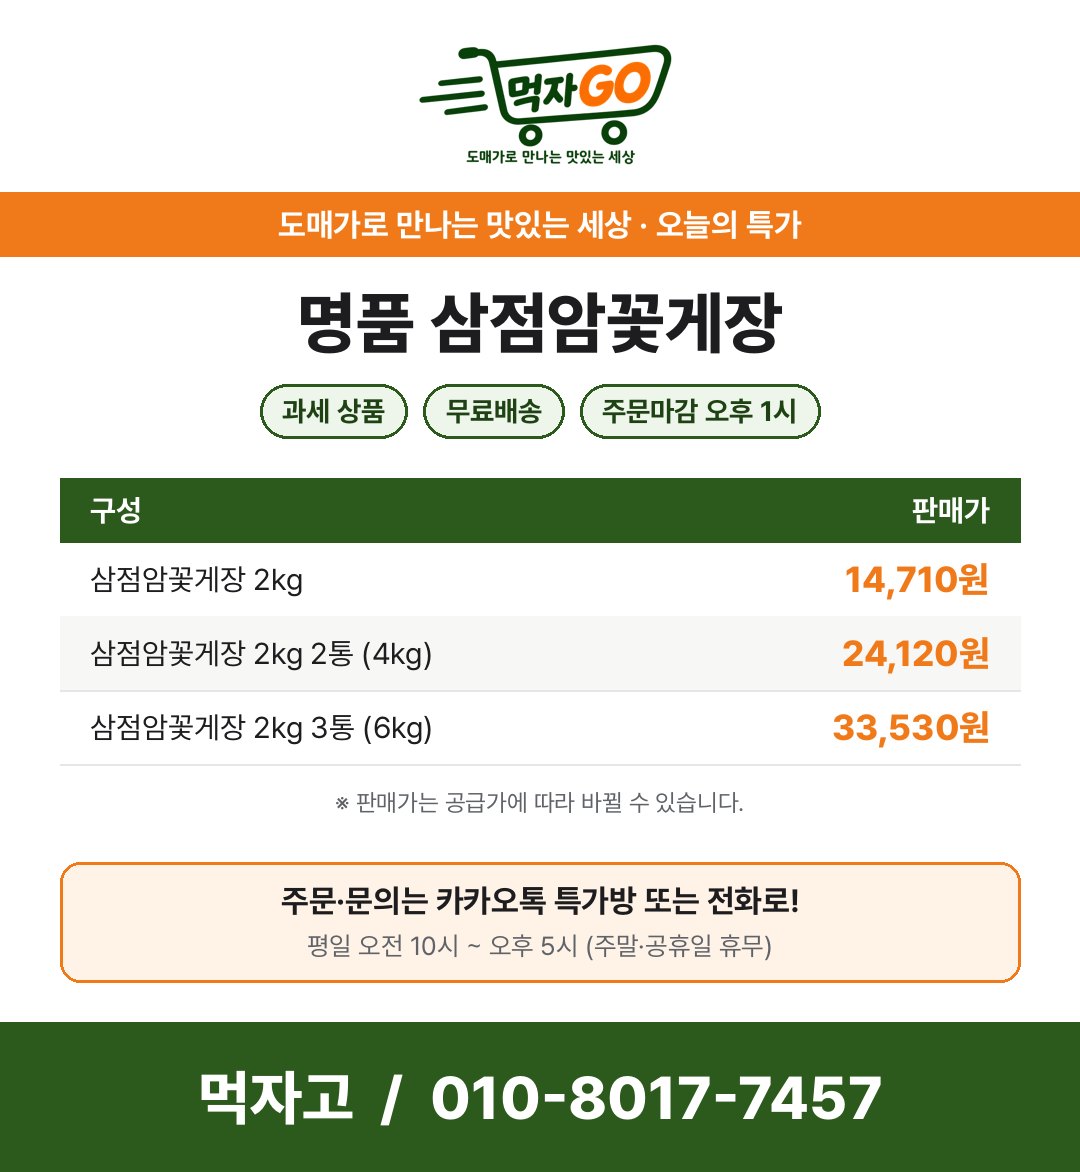 먹자GO
도매가로 만나는 맛있는 세상
도매가로 만나는 맛있는 세상 · 오늘의 특가
명품 삼점암꽃게장
과세 상품 무료배송 주문마감 오후 1시
구성 판매가
삼점암꽃게장 2kg 14,710원
삼점암꽃게장 2kg 2통 (4kg) 24,120원
삼점암꽃게장 2kg 3통 (6kg) 33,530원
※ 판매가는 공급가에 따라 바뀔 수 있습니다.
주문·문의는 카카오톡 특가방 또는 전화로!
평일 오전 10시 ~ 오후 5시 (주말·공휴일 휴무)
먹자고 / 010-8017-7457